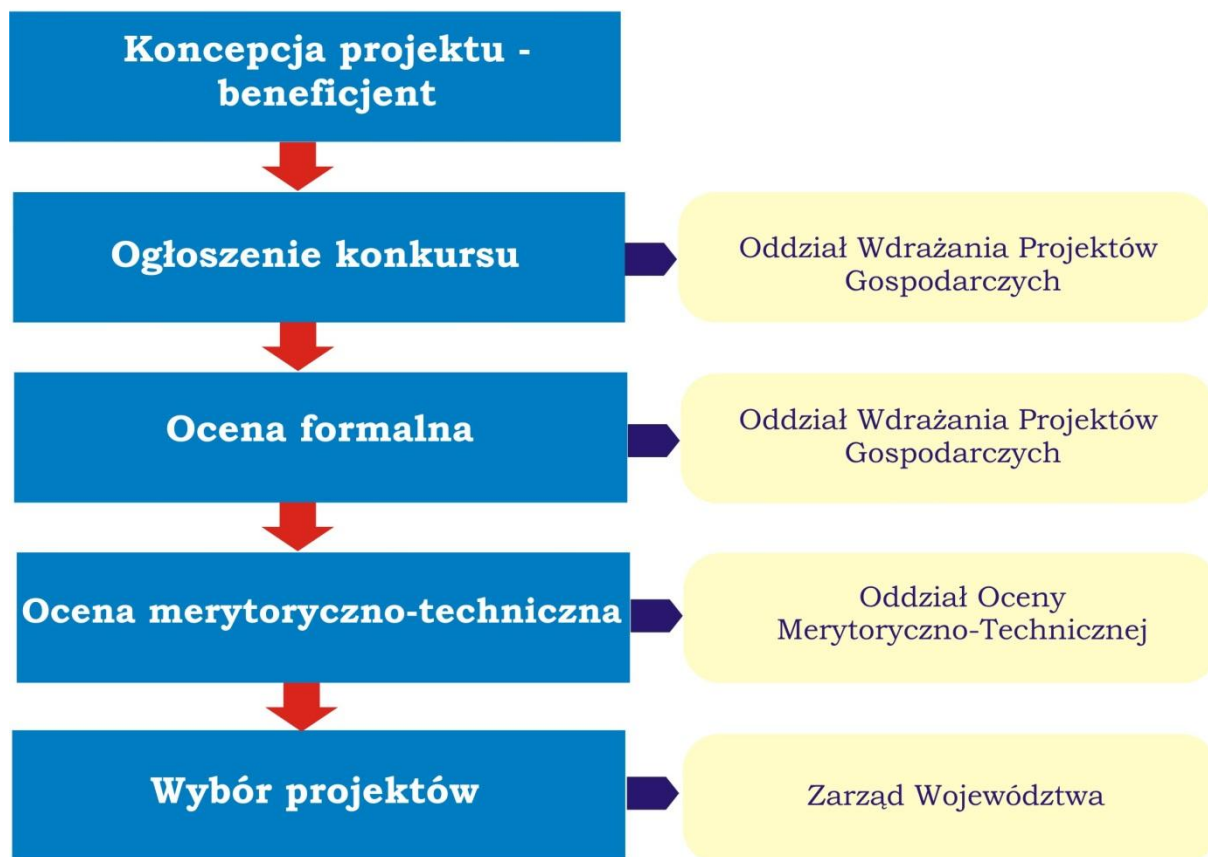 Koncepcja projektu -
beneficjent
Ogłoszenie konkursu
Oddział Wdrażania Projektów
Gospodarczych
Ocena formalna
Oddział Wdrażania Projektów
Gospodarczych
Ocena merytoryczno-techniczna
Oddział Oceny
Merytoryczno-Technicznej
Wybór projektów
Zarząd Województwa